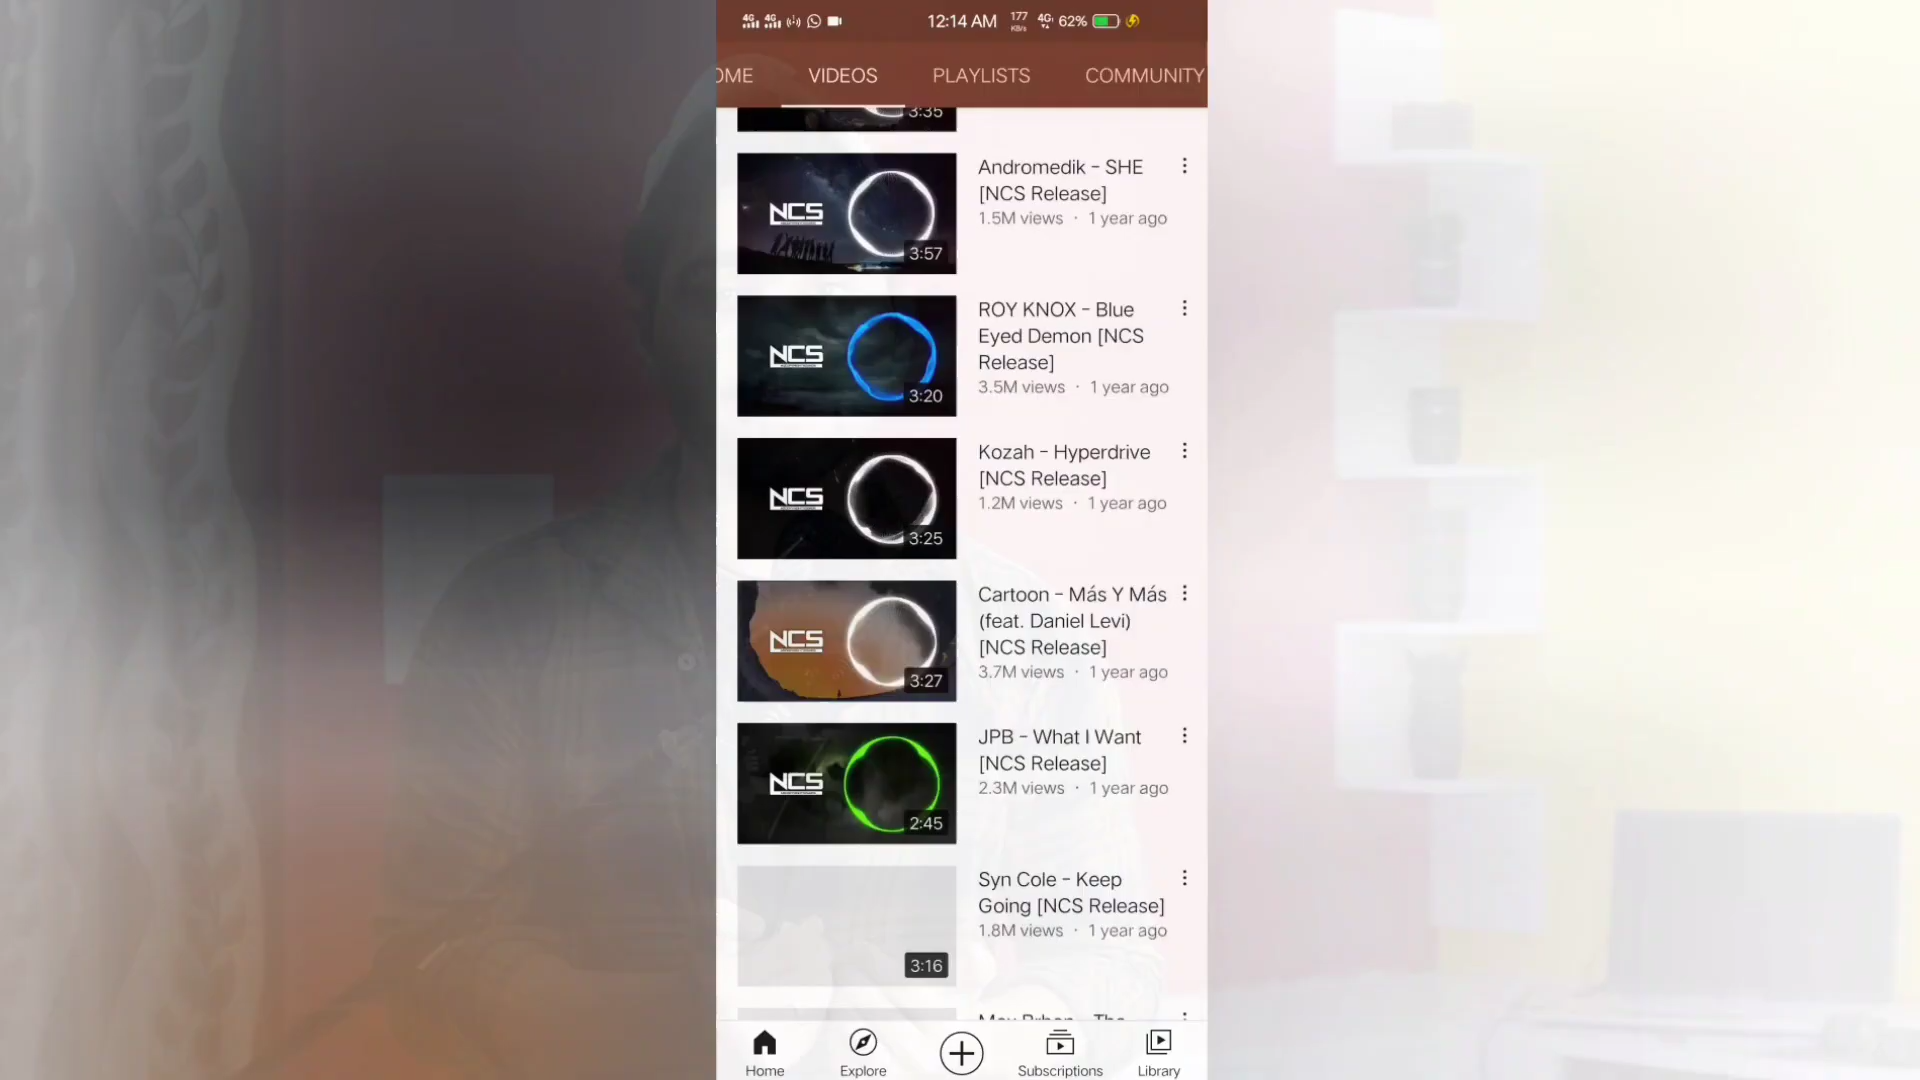 12:14 AM 177 KB/s 4G 62%
VIDEOS PLAYLISTS COMMUNITY
3:35
Andromedik - SHE
[NCS Release]
1.5M views · 1 year ago
NCS
3:57
ROY KNOX - Blue
Eyed Demon [NCS
Release]
3.5M views · 1 year ago
NCS
3:20
Kozah - Hyperdrive
[NCS Release]
1.2M views · 1 year ago
NCS
3:25
Cartoon - Más Y Más
(feat. Daniel Levi)
[NCS Release]
3.7M views · 1 year ago
NCS
3:27
JPB - What I Want
[NCS Release]
2.3M views · 1 year ago
NCS
2:45
Syn Cole - Keep
Going [NCS Release]
1.8M views · 1 year ago
3:16
Home Explore Subscriptions Library